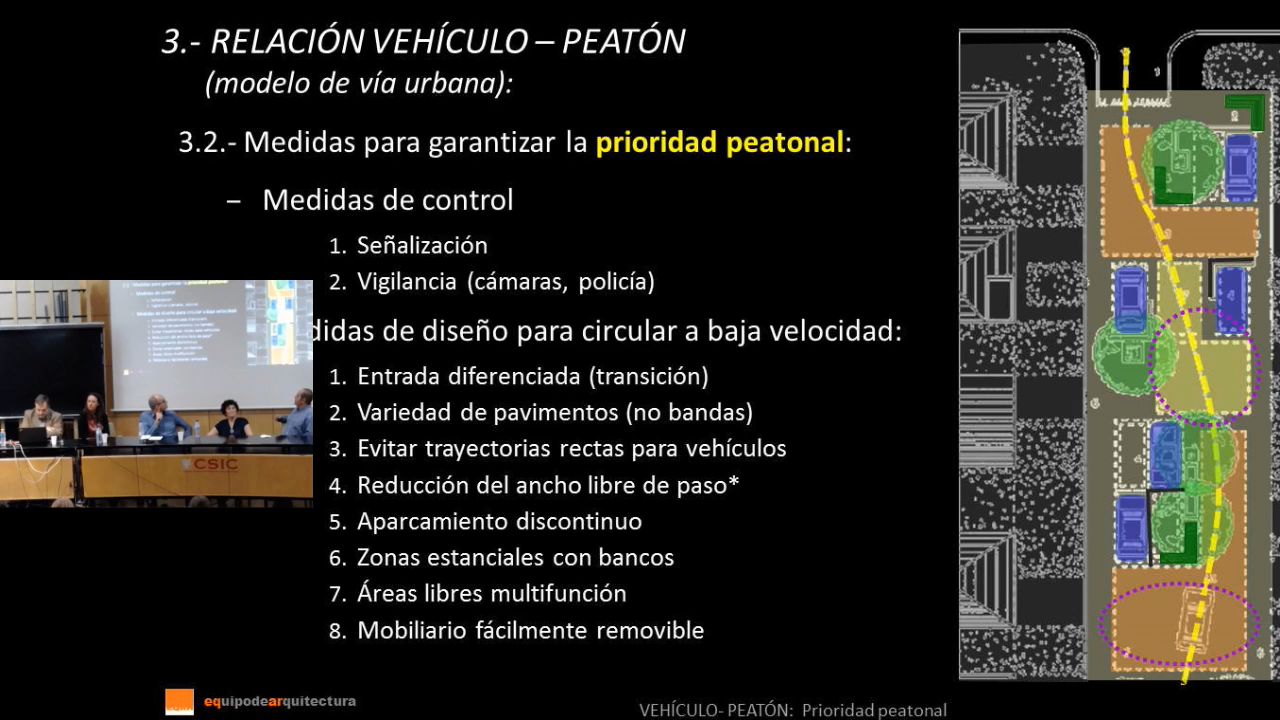 3.- RELACIÓN VEHÍCULO – PEATÓN
(modelo de vía urbana):
3.2.- Medidas para garantizar la prioridad peatonal:
– Medidas de control
1. Señalización
2. Vigilancia (cámaras, policía)
didas de diseño para circular a baja velocidad:
1. Entrada diferenciada (transición)
2. Variedad de pavimentos (no bandas)
3. Evitar trayectorias rectas para vehículos
4. Reducción del ancho libre de paso*
5. Aparcamiento discontinuo
6. Zonas estanciales con bancos
7. Áreas libres multifunción
8. Mobiliario fácilmente removible
CSIC
equipodearquitectura
VEHÍCULO- PEATÓN: Prioridad peatonal